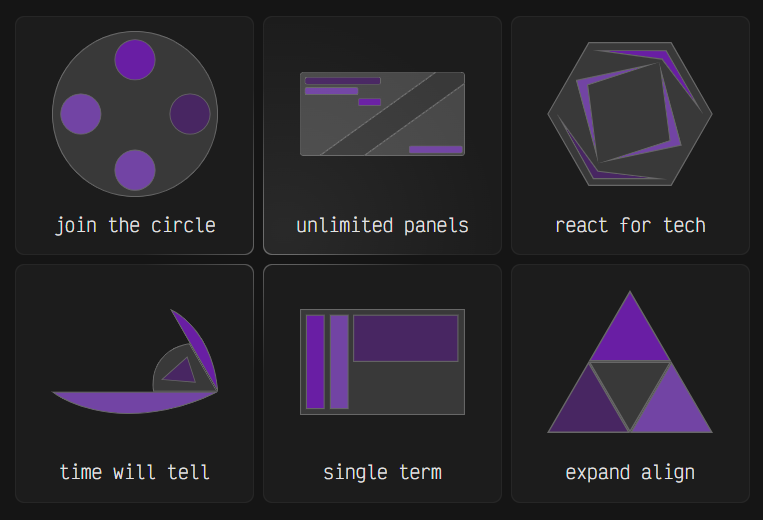 join the circle
unlimited panels
react for tech
time will tell
single term
expand align